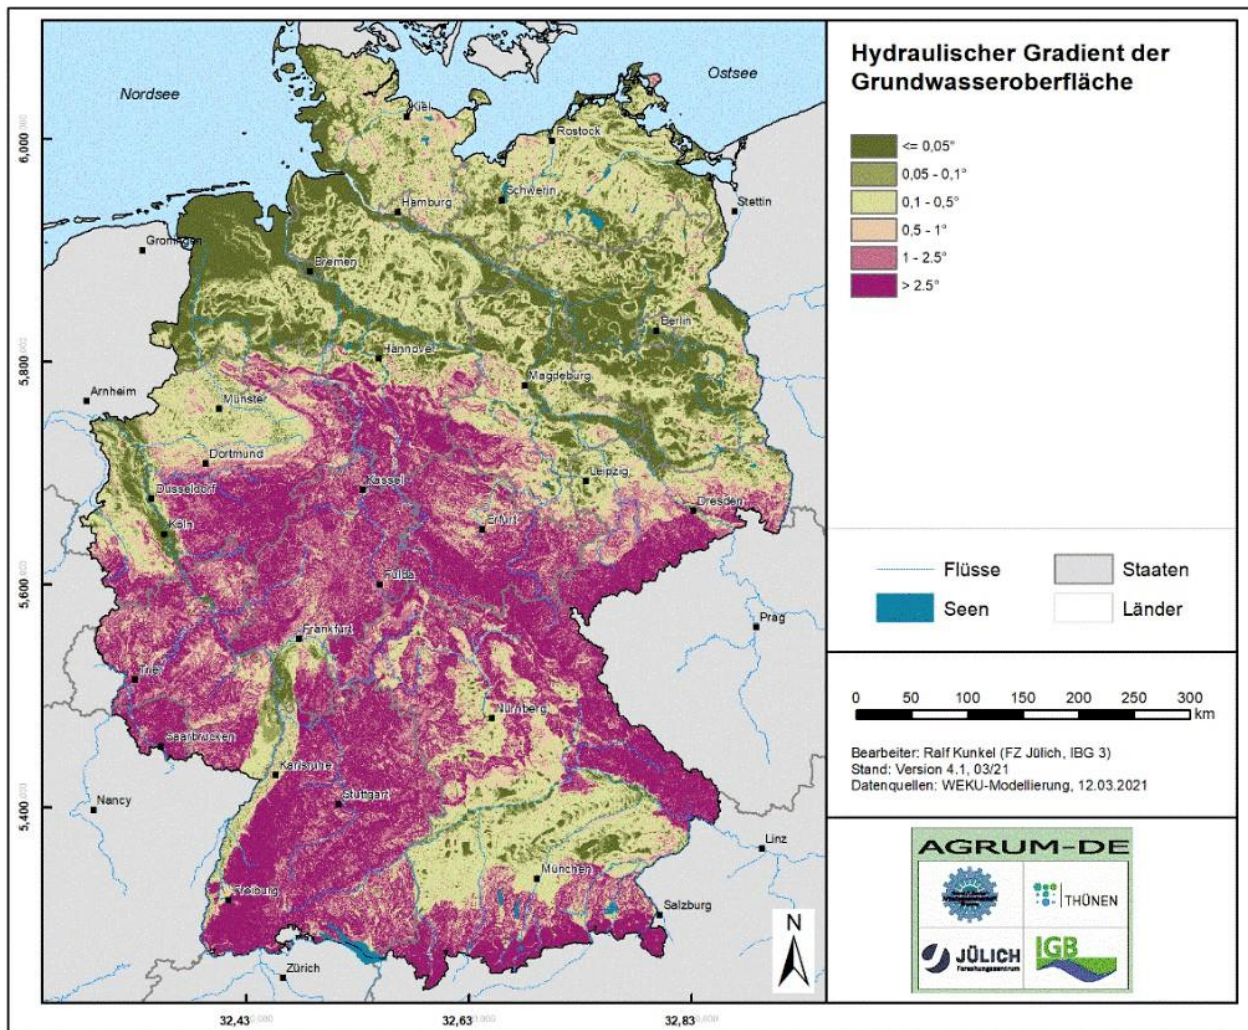 Nordsee
Ostsee
Kiel
Rostock
Schwerin
Hamburg
Stettin
Groningen
Bremen
Berlin
Hannover
Magdeburg
Arnheim
Münster
Dortmund
Leipzig
Kassel
Düsseldorf
Dresden
Köln
Erfurt
Fulda
Prag
Frankfurt
Trier
Nürnberg
Saarbrücken
Karlsruhe
Nancy
Stuttgart
Linz
München
Freiburg
Salzburg
Zürich
N
6,000
5,800
5,600
5,400
32,43
32,63
32,83
Hydraulischer Gradient der
Grundwasseroberfläche
<= 0,05°
0,05 - 0,1°
0,1 - 0,5°
0,5 - 1°
1 - 2.5°
> 2.5°
Flüsse
Staaten
Seen
Länder
0 50 100 150 200 250 300
km
Bearbeiter: Ralf Kunkel (FZ Jülich, IBG 3)
Stand: Version 4.1, 03/21
Datenquellen: WEKU-Modellierung, 12.03.2021
AGRUM-DE
THÜNEN
JÜLICH
Forschungszentrum
IGB